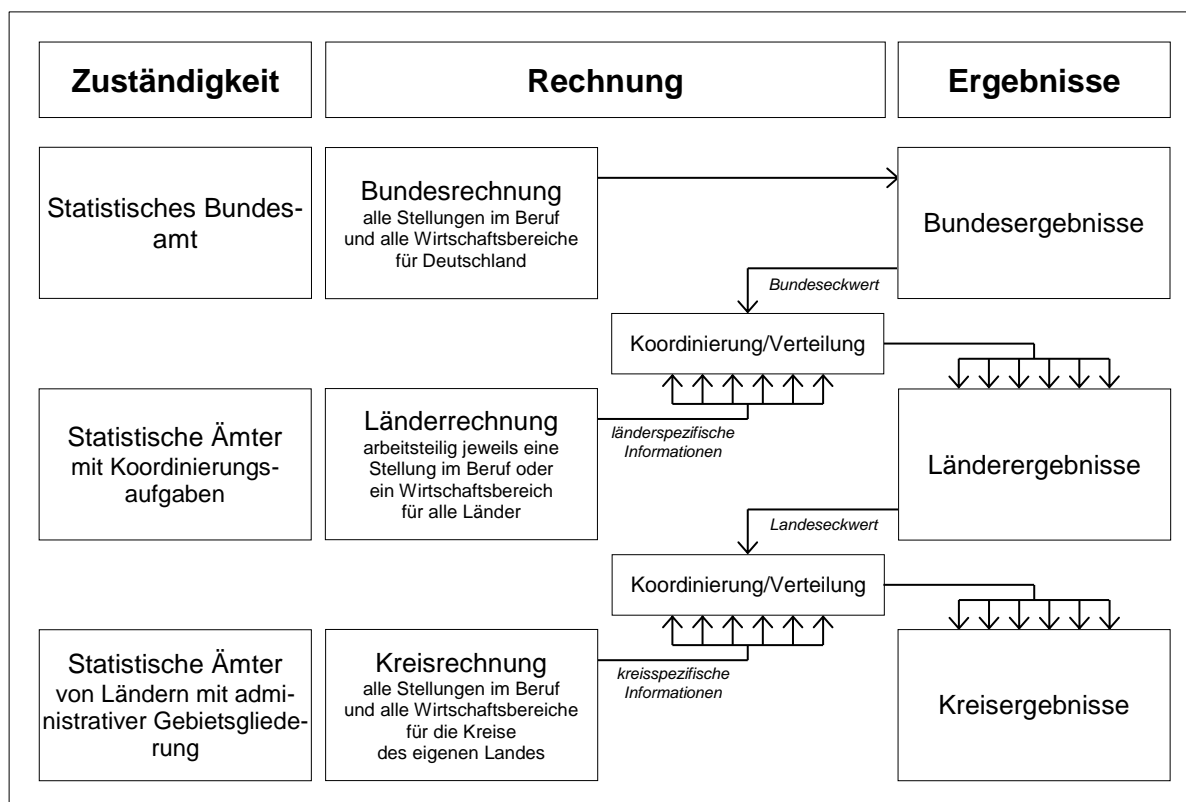 Zuständigkeit
Rechnung
Ergebnisse
Statistisches Bundes-
amt
Bundesrechnung
alle Stellungen im Beruf
und alle Wirtschaftsbereiche
für Deutschland
Bundesergebnisse
Bundeseckwert
Koordinierung/Verteilung
Statistische Ämter
mit Koordinierungs-
aufgaben
Länderrechnung
arbeitsteilig jeweils eine
Stellung im Beruf oder
ein Wirtschaftsbereich
für alle Länder
länderspezifische
Informationen
Länderergebnisse
Landeseckwert
Koordinierung/Verteilung
Statistische Ämter
von Ländern mit admi-
nistrativer Gebietsgliede-
rung
Kreisrechnung
alle Stellungen im Beruf
und alle Wirtschaftsbereiche
für die Kreise
des eigenen Landes
kreisspezifische
Informationen
Kreisergebnisse